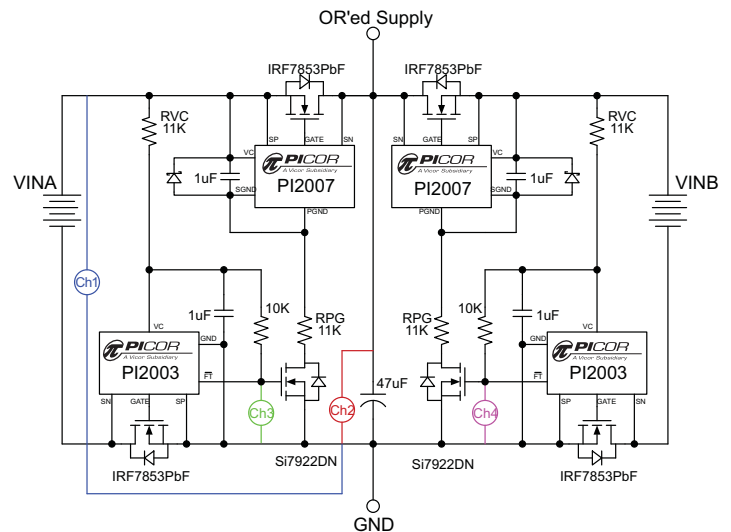 OR'ed Supply
IRF7853PbF
IRF7853PbF
RVC
11K
SP
GATE
SN
SN
GATE
SP
RVC
11K
VC
1uF
SGND
PICOR
A Vicor Subsidiary
PI2007
PGND
PICOR
A Vicor Subsidiary
PI2007
PGND
VC
SGND
1uF
VINA
VINB
Ch1
1uF
10K
RPG
11K
RPG
11K
10K
1uF
VC
GND
PICOR
A Vicor Subsidiary
PI2003
FT
SN
GATE
SP
VC
GND
PICOR
A Vicor Subsidiary
PI2003
FT
SP
GATE
SN
47uF
Ch3
Ch2
Ch4
IRF7853PbF
Si7922DN
Si7922DN
IRF7853PbF
GND